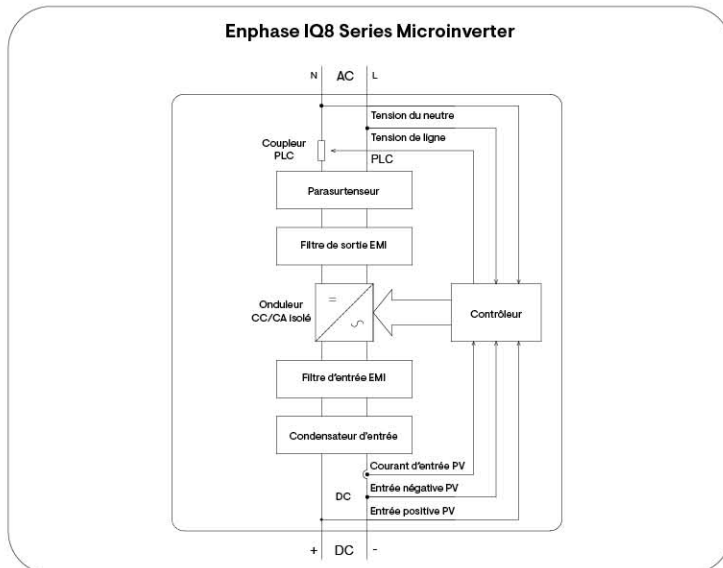 Enphase IQ8 Series Microinverter
N AC L
Tension du neutre
Tension de ligne
Coupleur
PLC
PLC
Parasurtenseur
Filtre de sortie EMI
Onduleur
CC/CA isolé
=
Contrôleur
Filtre d'entrée EMI
Condensateur d'entrée
Courant d'entrée PV
Entrée négative PV
DC
Entrée positive PV
+ DC -